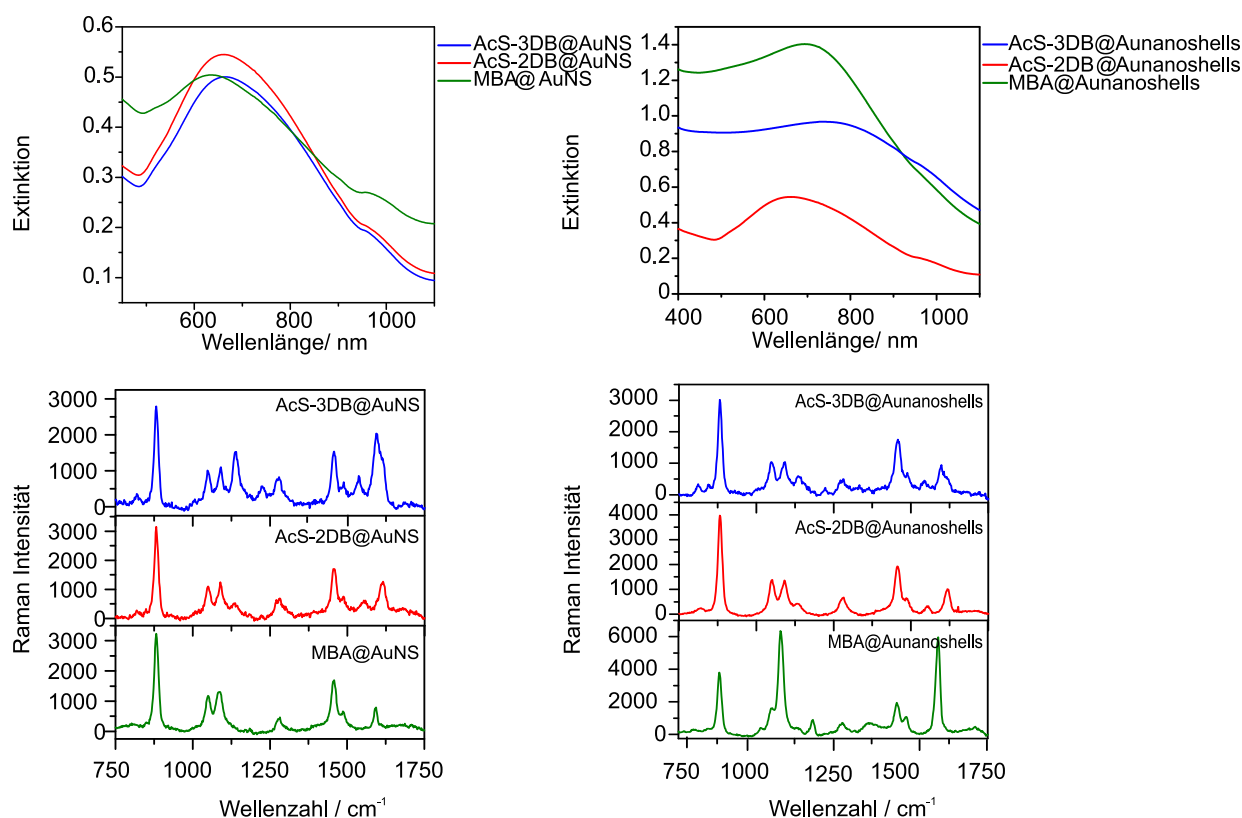 0.6
0.5
0.4
0.3
0.2
0.1
Extinktion
600 800 1000
Wellenlänge/ nm
AcS-3DB@AuNS
AcS-2DB@AuNS
MBA@AuNS
1.4
1.2
1.0
0.8
0.6
0.4
0.2
0
Extinktion
400 600 800 1000
Wellenlänge/ nm
AcS-3DB@Aunanoshells
AcS-2DB@Aunanoshells
MBA@Aunanoshells
Raman Intensität
3000
2000
1000
0
AcS-3DB@AuNS
3000
2000
1000
0
AcS-2DB@AuNS
3000
2000
1000
0
MBA@AuNS
750 1000 1250 1500 1750
Wellenzahl / cm⁻¹
Raman Intensität
3000
2000
1000
0
AcS-3DB@Aunanoshells
4000
3000
2000
1000
0
AcS-2DB@Aunanoshells
6000
4000
2000
0
MBA@Aunanoshells
750 1000 1250 1500 1750
Wellenzahl / cm⁻¹